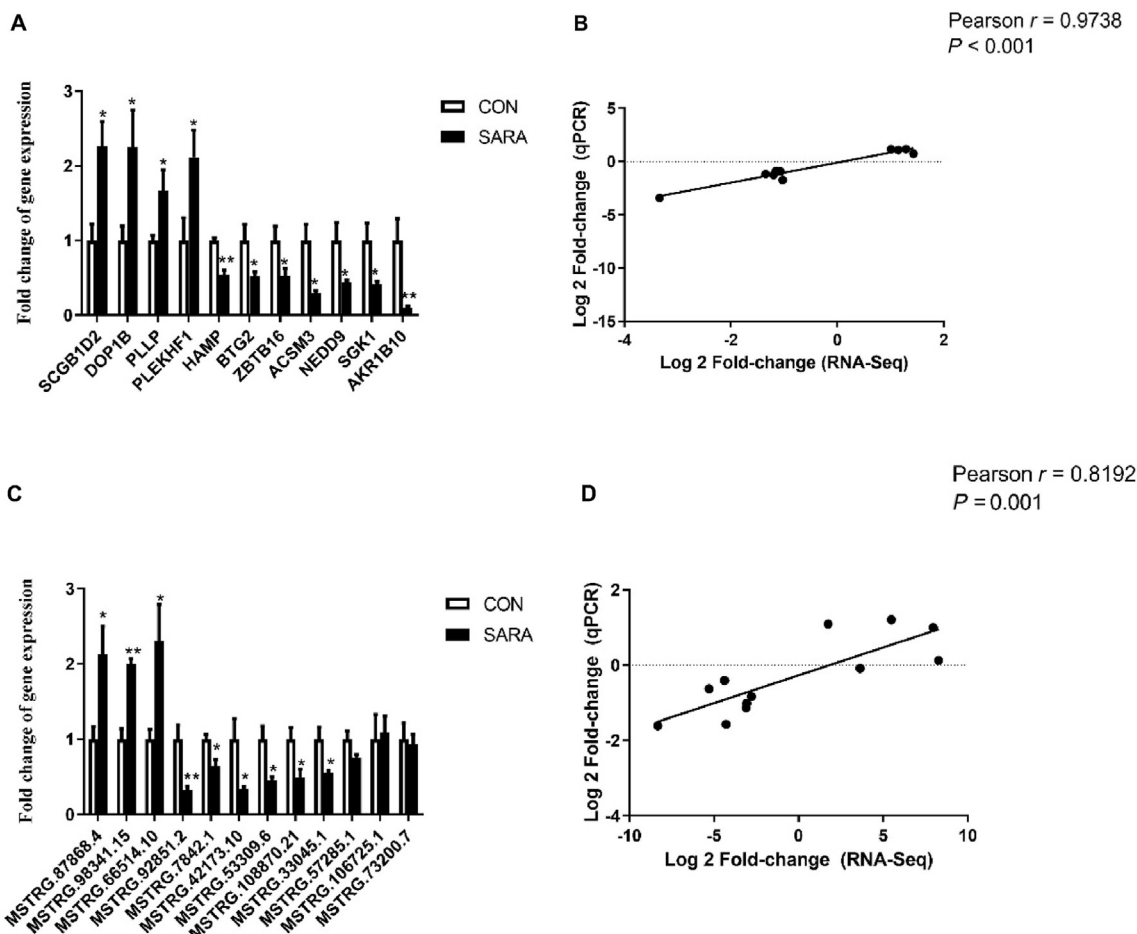 A
Fold change of gene expression
3
2
1
0
CON
SARA
*
*
*
*
**
*
*
*
*
*
**
SCGB1D2
DOP1B
PLLP
PLEKHF1
HAMP
BTG2
ZBTB16
ACSM3
NEDD9
SGK1
AKR1B10
B
Pearson r = 0.9738
P < 0.001
Log 2 Fold-change (qPCR)
5
0
-5
-10
-15
-4
-2
0
2
Log 2 Fold-change (RNA-Seq)
C
Fold change of gene expression
3
2
1
0
CON
SARA
*
**
*
**
*
*
*
*
*
MSTRG.87868.4
MSTRG.98341.15
MSTRG.66514.10
MSTRG.92851.2
MSTRG.7842.1
MSTRG.42173.10
MSTRG.53309.6
MSTRG.108870.21
MSTRG.33045.1
MSTRG.57285.1
MSTRG.106725.1
MSTRG.73200.7
D
Pearson r = 0.8192
P = 0.001
Log 2 Fold-change (qPCR)
2
0
-2
-4
-10
-5
0
5
10
Log 2 Fold-change (RNA-Seq)